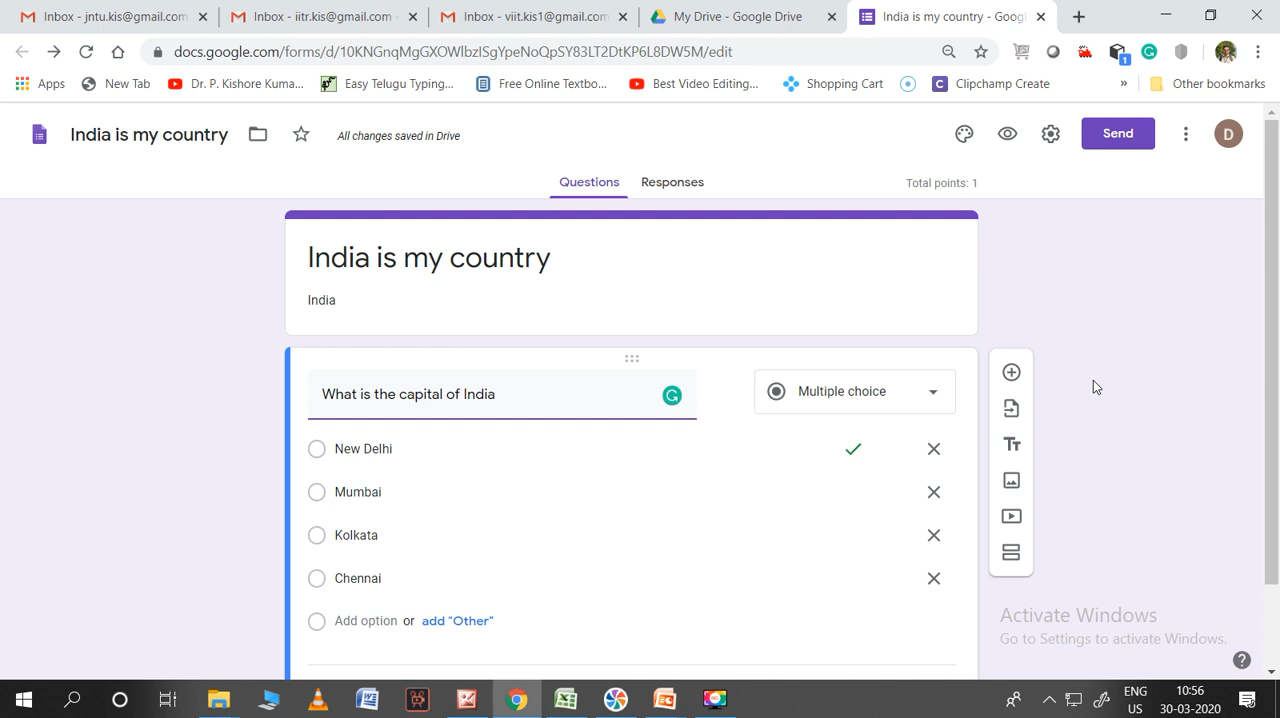 Inbox - jntu.kis@gmail.com
Inbox - iitr.kis@gmail.com -
Inbox - viit.kis1@gmail.com
My Drive - Google Drive
India is my country - Goog
docs.google.com/forms/d/10KNGnqMgGXOWlbzISgYpeNoQpSY83LT2DtKP6L8DW5M/edit
1
Apps
New Tab
Dr. P. Kishore Kuma...
Easy Telugu Typing...
Free Online Textbo...
Best Video Editing...
Shopping Cart
Clipchamp Create
»
Other bookmarks
India is my country
All changes saved in Drive
Send
D
Questions
Responses
Total points: 1
India is my country
India
What is the capital of India
Multiple choice
New Delhi
Mumbai
Kolkata
Chennai
Add option or add "Other"
Activate Windows
Go to Settings to activate Windows.
ENG
US
10:56
30-03-2020